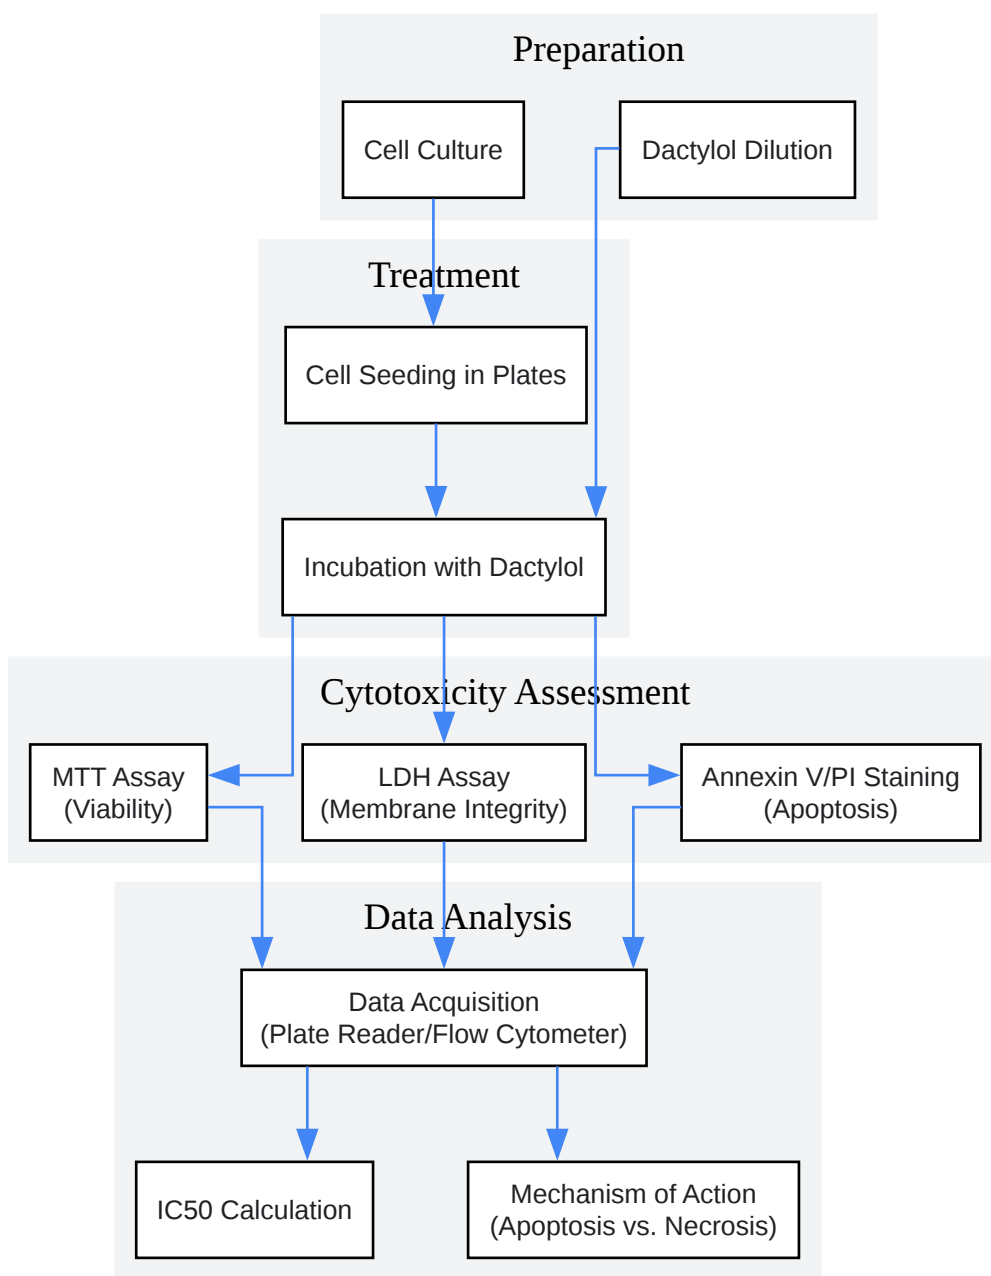 Preparation
Cell Culture
Dactylol Dilution
Treatment
Cell Seeding in Plates
Incubation with Dactylol
Cytotoxicity Assessment
MTT Assay
(Viability)
LDH Assay
(Membrane Integrity)
Annexin V/PI Staining
(Apoptosis)
Data Analysis
Data Acquisition
(Plate Reader/Flow Cytometer)
IC50 Calculation
Mechanism of Action
(Apoptosis vs. Necrosis)